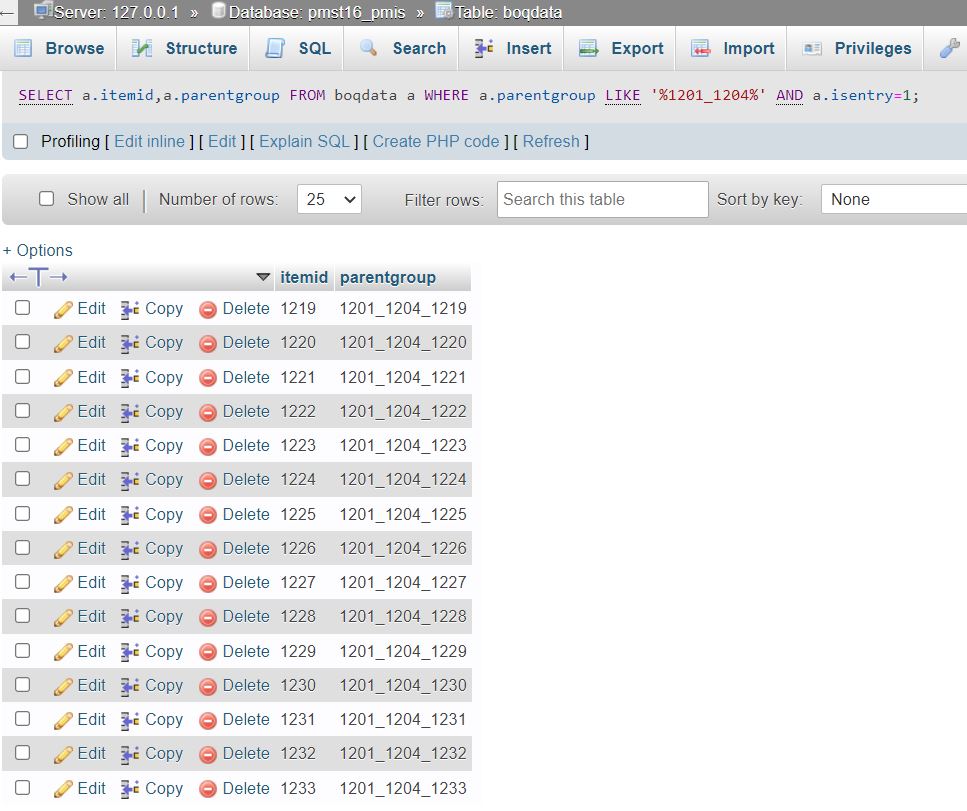 Server: 127.0.0.1 » Database: pmst16_pmis » Table: boqdata
Browse Structure SQL Search Insert Export Import Privileges
SELECT a.itemid,a.parentgroup FROM boqdata a WHERE a.parentgroup LIKE '%1201_1204%' AND a.isentry=1;
Profiling [ Edit inline ] [ Edit ] [ Explain SQL ] [ Create PHP code ] [ Refresh ]
Show all | Number of rows: 25 Filter rows: Search this table Sort by key: None
+ Options
←T→ itemid parentgroup
Edit Copy Delete 1219 1201_1204_1219
Edit Copy Delete 1220 1201_1204_1220
Edit Copy Delete 1221 1201_1204_1221
Edit Copy Delete 1222 1201_1204_1222
Edit Copy Delete 1223 1201_1204_1223
Edit Copy Delete 1224 1201_1204_1224
Edit Copy Delete 1225 1201_1204_1225
Edit Copy Delete 1226 1201_1204_1226
Edit Copy Delete 1227 1201_1204_1227
Edit Copy Delete 1228 1201_1204_1228
Edit Copy Delete 1229 1201_1204_1229
Edit Copy Delete 1230 1201_1204_1230
Edit Copy Delete 1231 1201_1204_1231
Edit Copy Delete 1232 1201_1204_1232
Edit Copy Delete 1233 1201_1204_1233